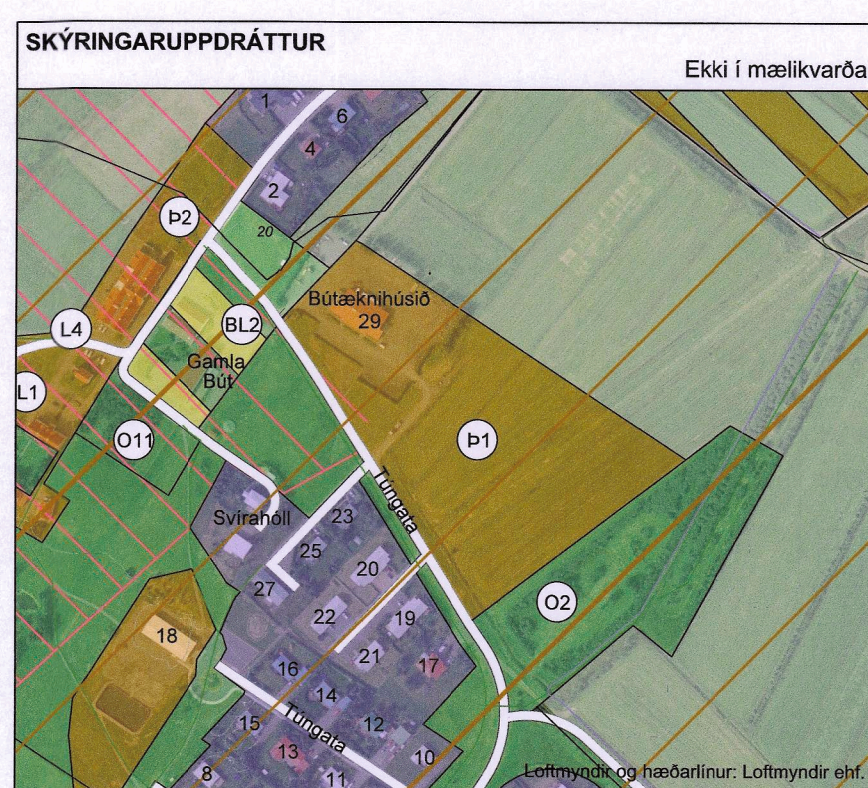 SKÝRINGARUPPDRÁTTUR
Ekki í mælikvarða
1
6
4
2
Þ2
20
Bútæknihúsið
29
BL2
L4
Gamla
Bút
L1
O11
Þ1
Túngata
Svírahóll
23
25
20
27
22
19
O2
18
21
17
16
14
15
Túngata
12
13
10
8
11
Loftmyndir og hæðarlínur: Loftmyndir ehf.